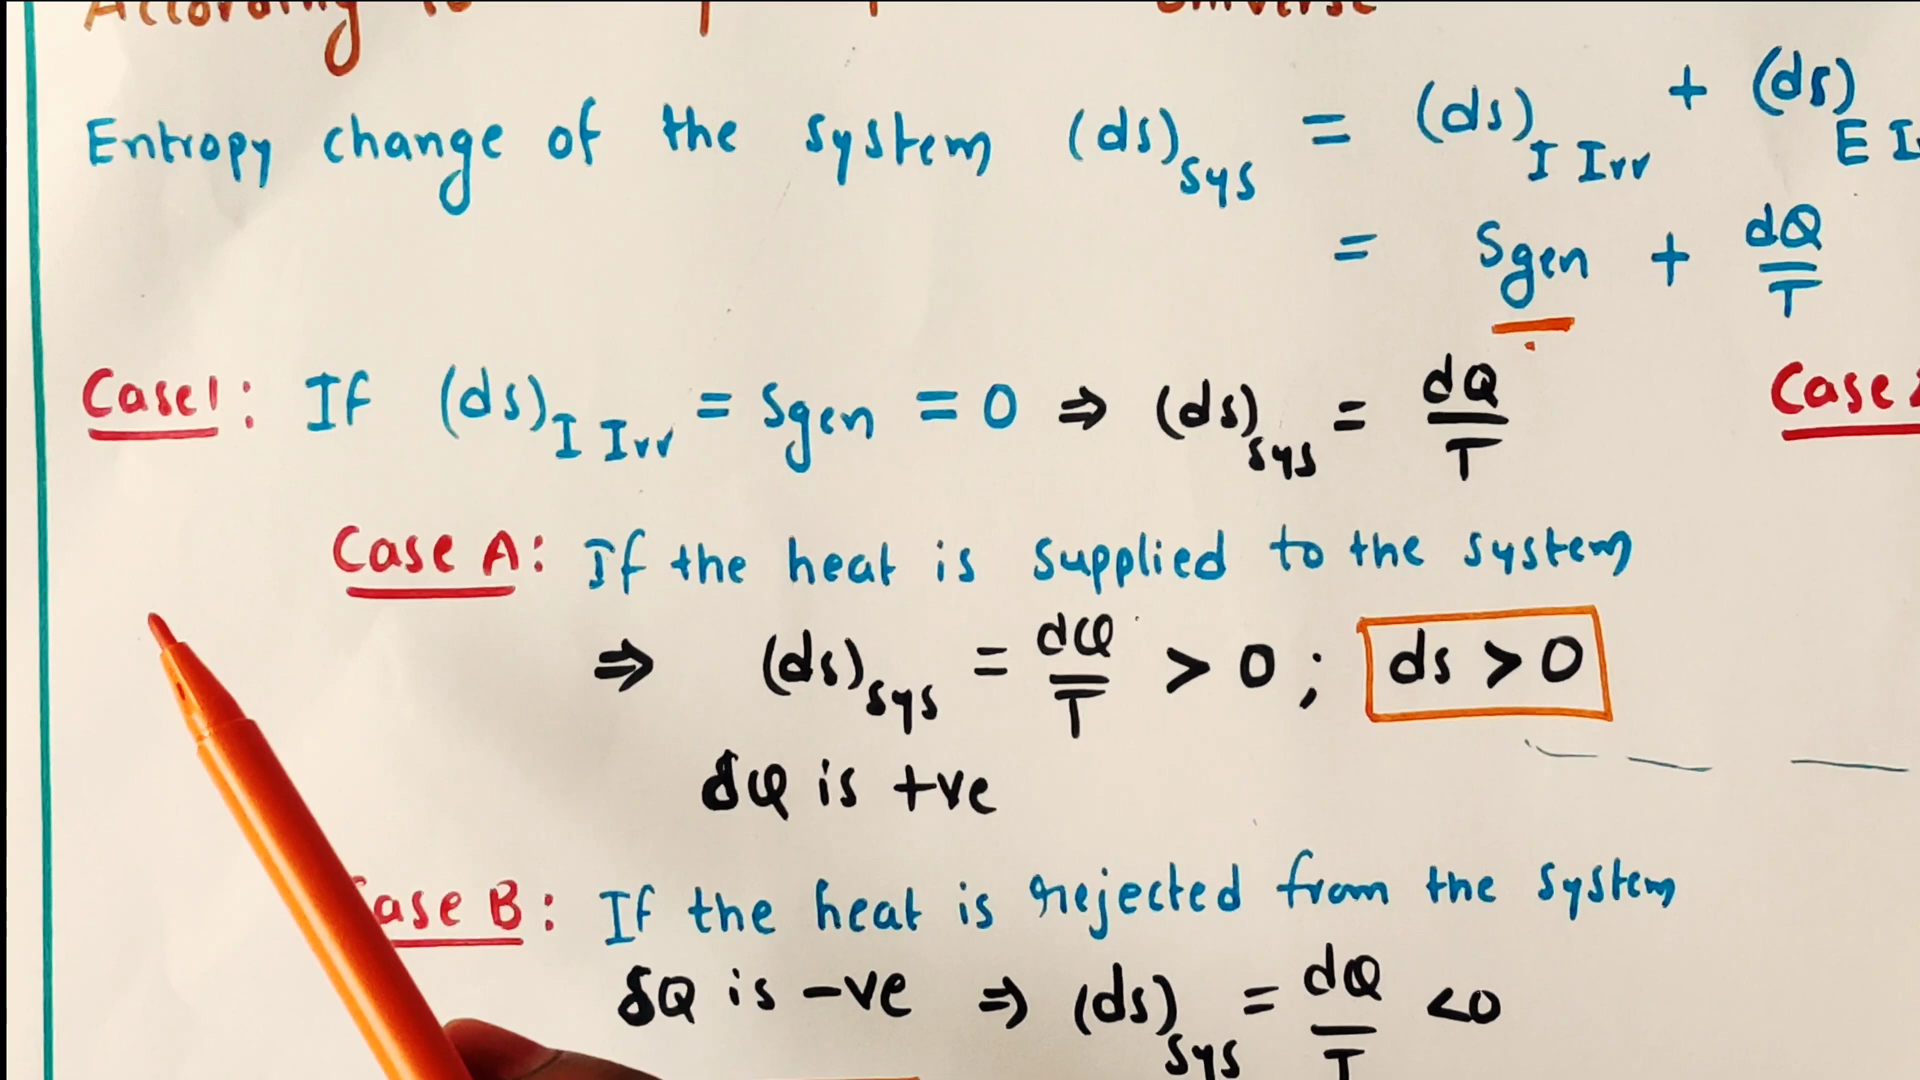 According
Entropy change of the system (ds)sys = (ds)I Irr + (ds)E I
= Sgen + dQ/T
Case1: If (ds)I Irr = Sgen = 0 ⇒ (ds)sys = dQ/T
Case
Case A: If the heat is supplied to the system
⇒ (ds)sys = dQ/T > 0 ; ds > 0
δQ is +ve
ase B: If the heat is rejected from the system
δQ is -ve ⇒ (ds)sys = dQ/T <0